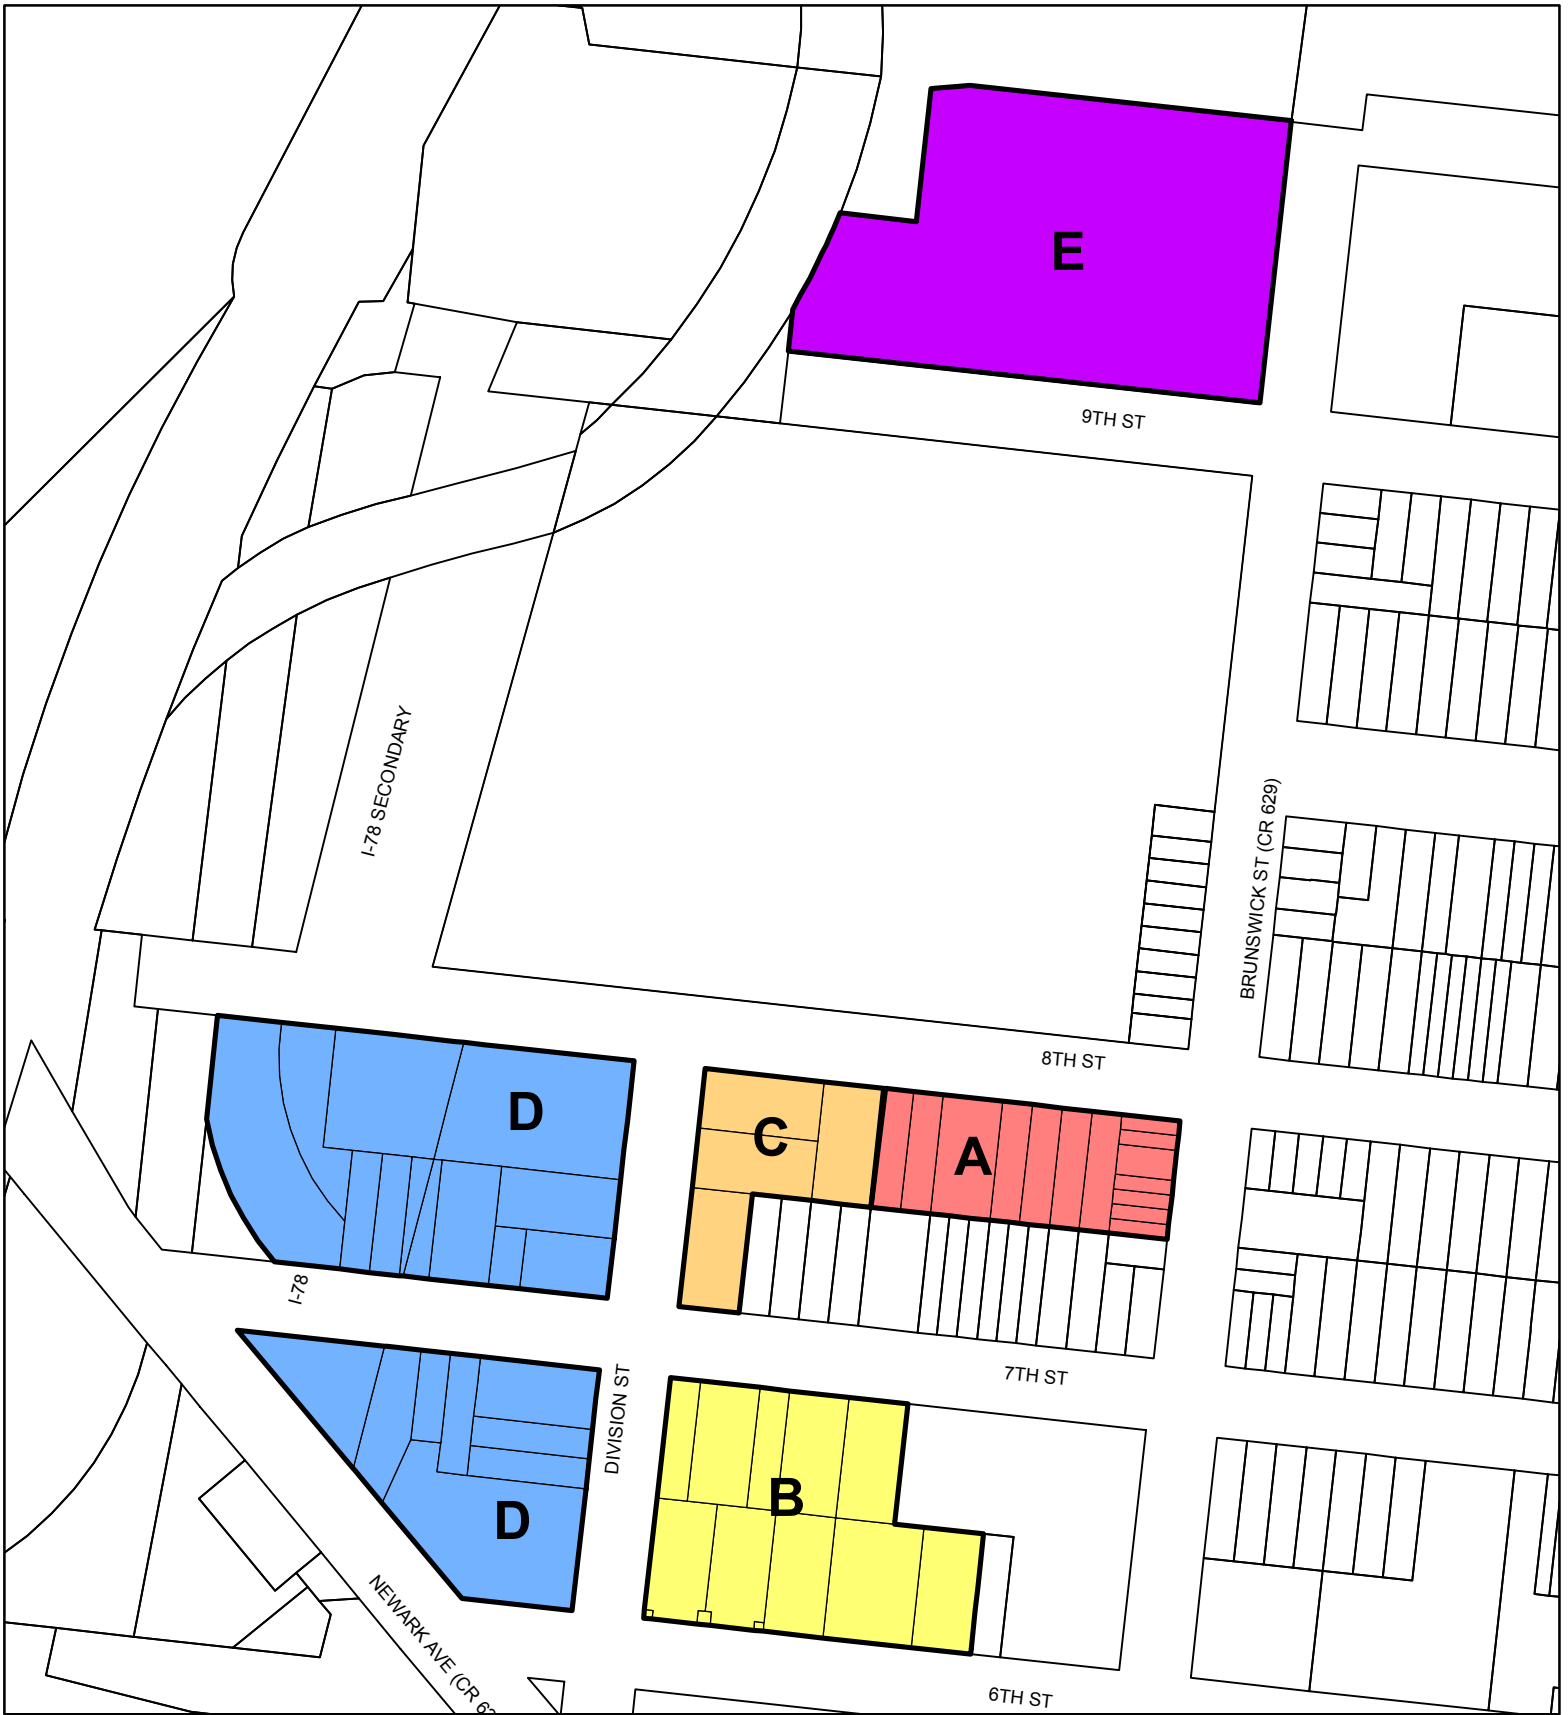 E
9TH ST
I-78 SECONDARY
BRUNSWICK ST (CR 629)
8TH ST
D
C
A
I-78
7TH ST
DIVISION ST
B
D
NEWARK AVE (CR
6TH ST